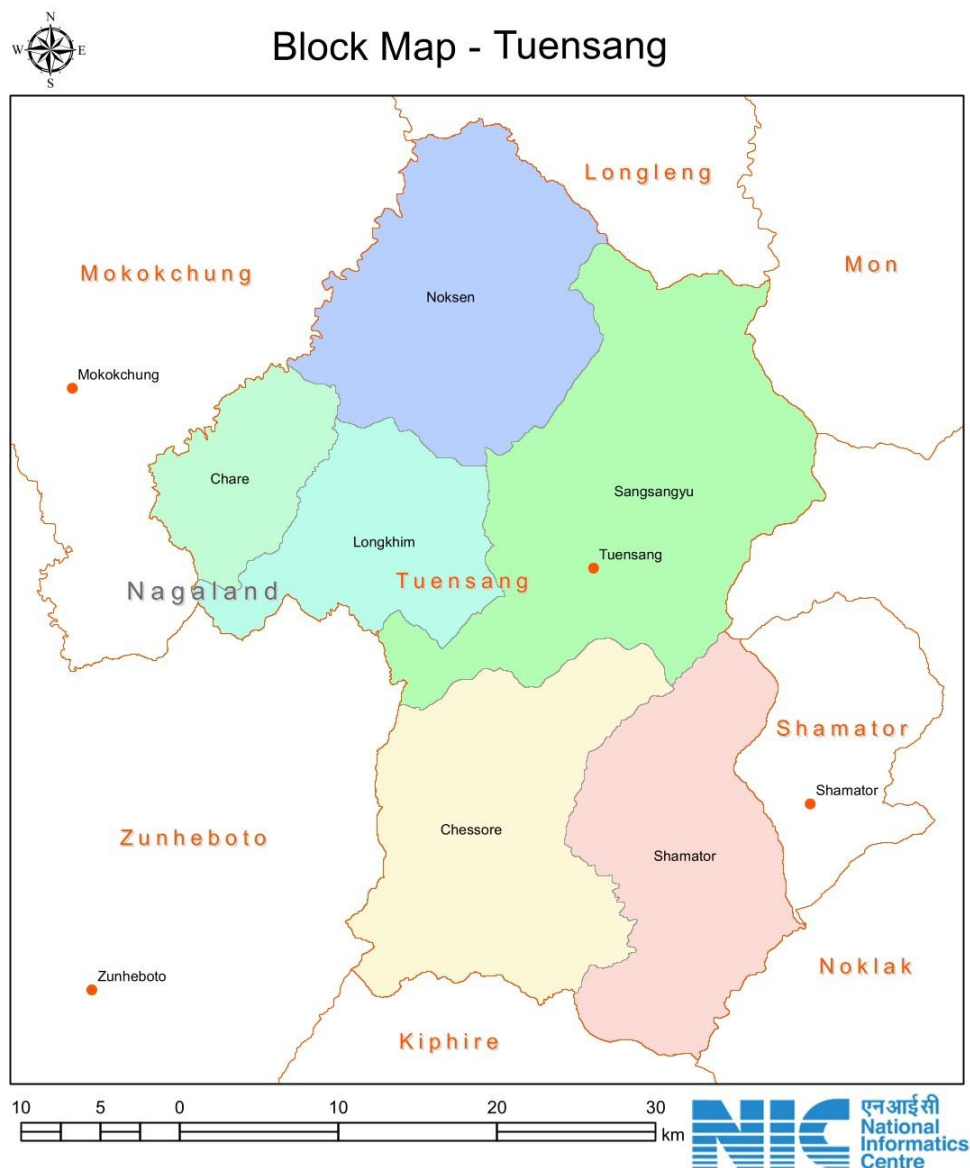 N
W E
S
Block Map - Tuensang
Longleng
Mokokchung
Mon
Noksen
Mokokchung
Chare
Sangsangyu
Longkhim
Tuensang
Tuensang
Nagaland
Shamator
Shamator
Chessore
Zunheboto
Shamator
Noklak
Zunheboto
Kiphire
10 5 0 10 20 30
km
NIC
एनआईसी
National
Informatics
Centre